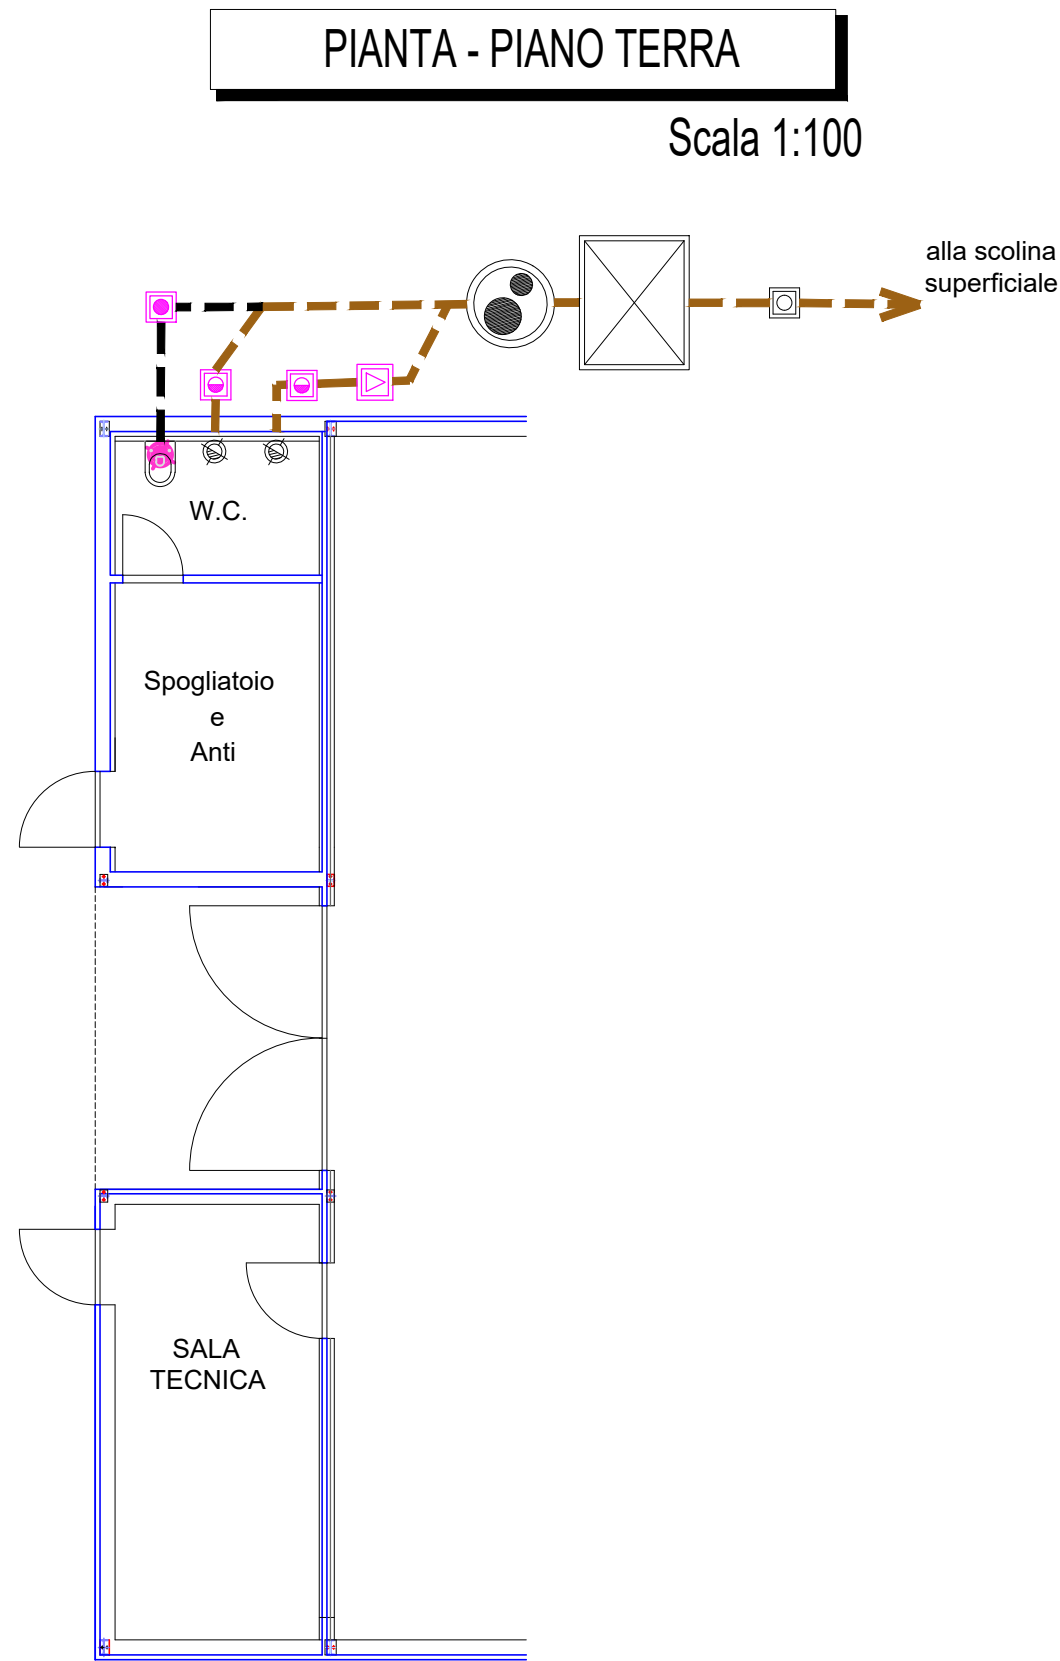 PIANTA - PIANO TERRA
Scala 1:100
alla scolina
superficiale
W.C.
Spogliatoio
e
Anti
SALA
TECNICA